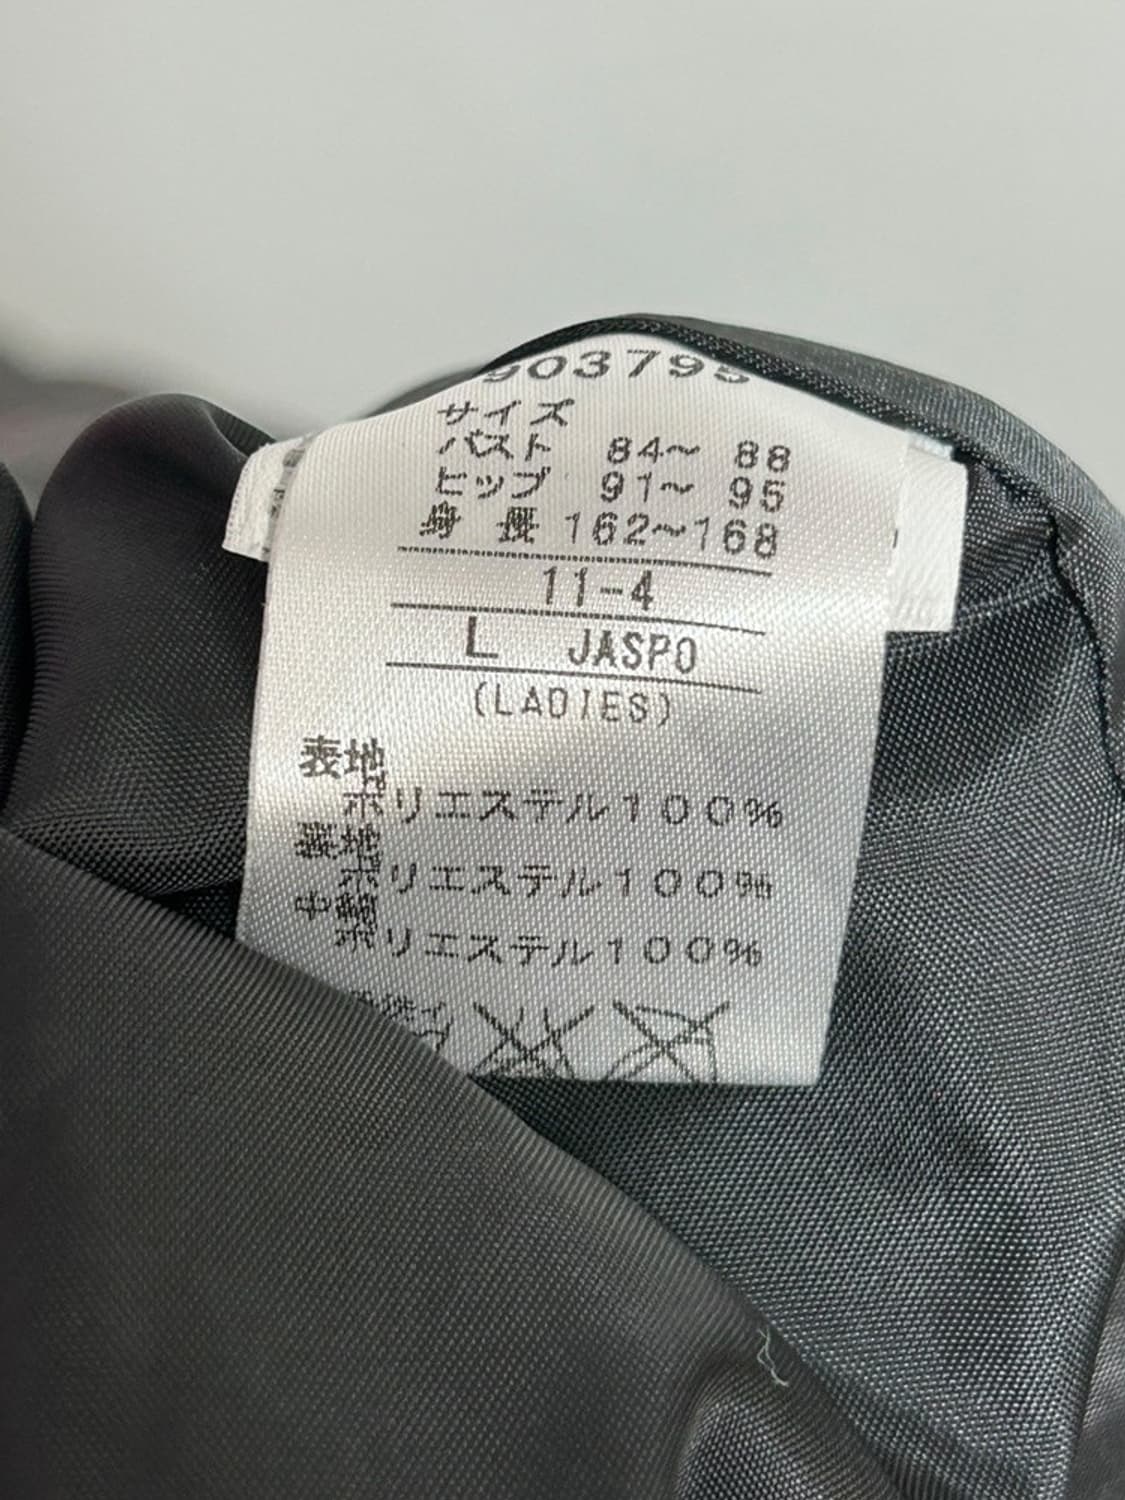 503795
サイズ
バスト 84〜 88
ヒップ 91〜 95
身 長 162〜168
11-4
L JASPO
(LADIES)
表地
ポリエステル100%
裏地
ポリエステル100%
中綿
ポリエステル100%